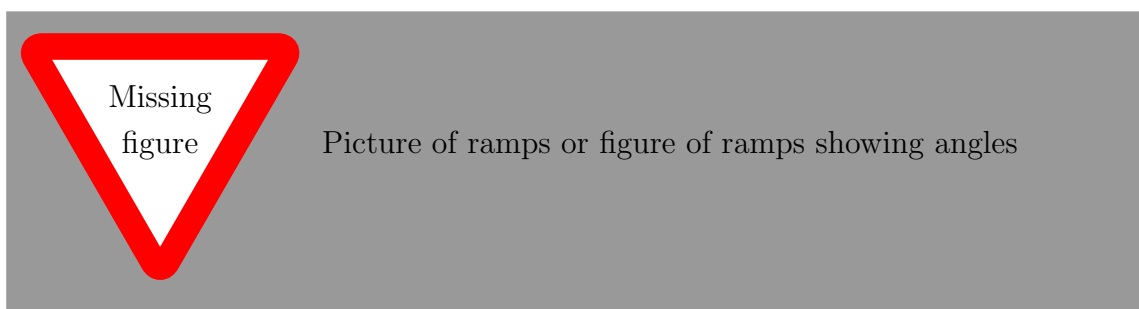 Missing
figure
Picture of ramps or figure of ramps showing angles